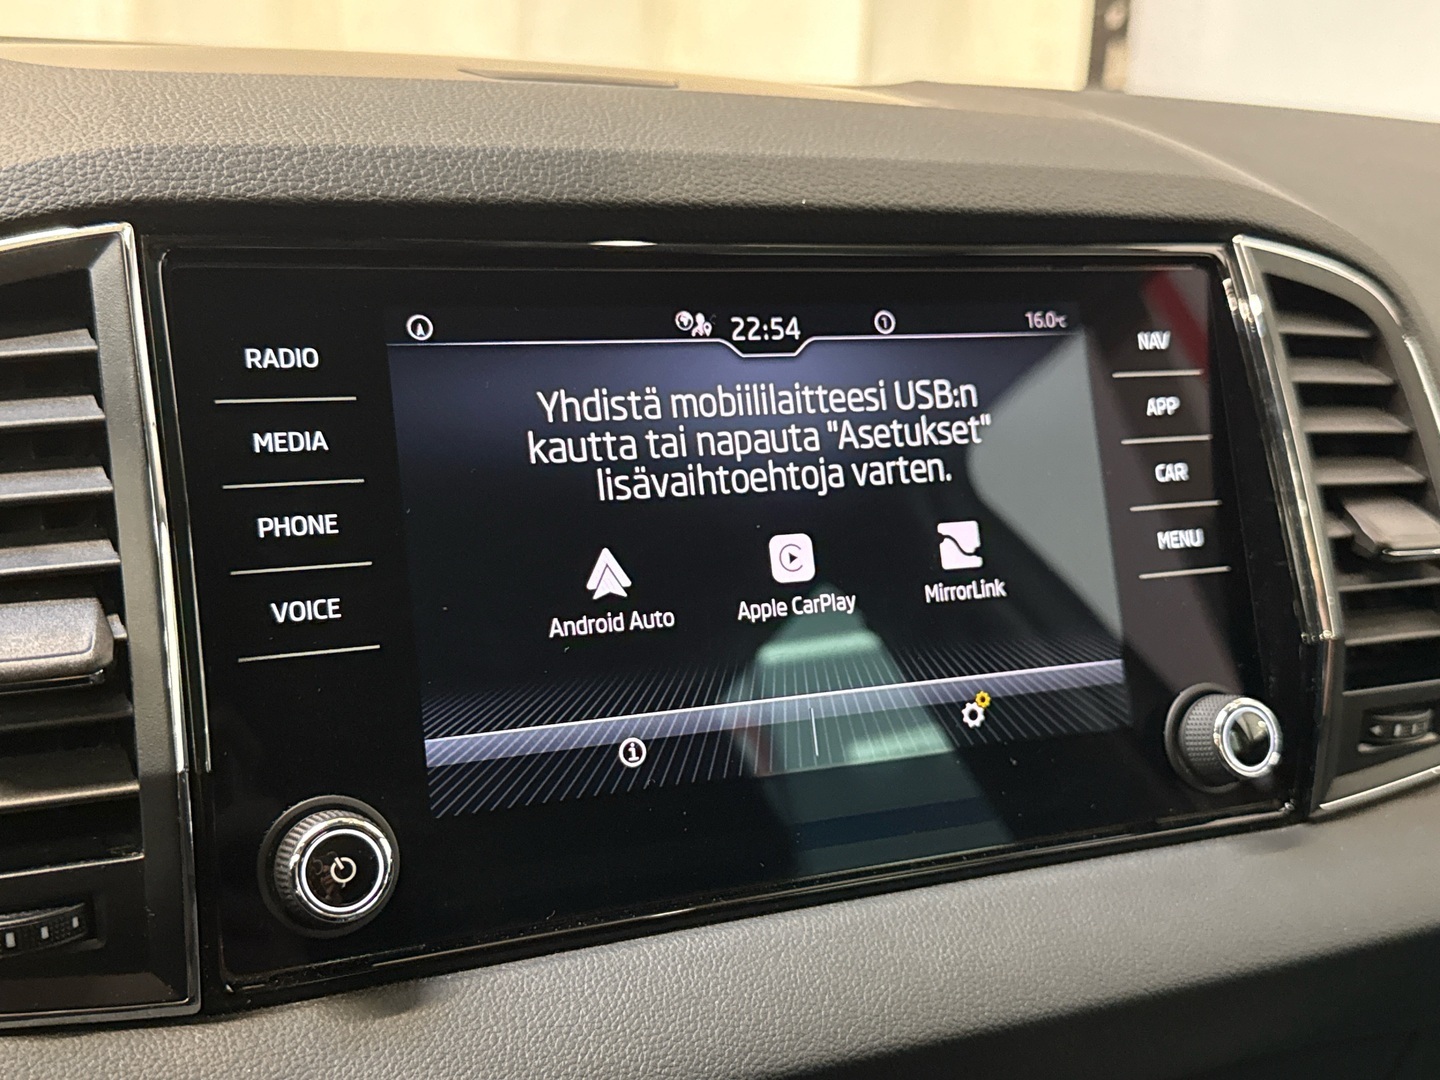 22:54
1
16.0°C
RADIO
MEDIA
PHONE
VOICE
Yhdistä mobiililaitteesi USB:n
kautta tai napauta "Asetukset"
lisävaihtoehtoja varten.
Android Auto
Apple CarPlay
MirrorLink
i
NAV
APP
CAR
MENU